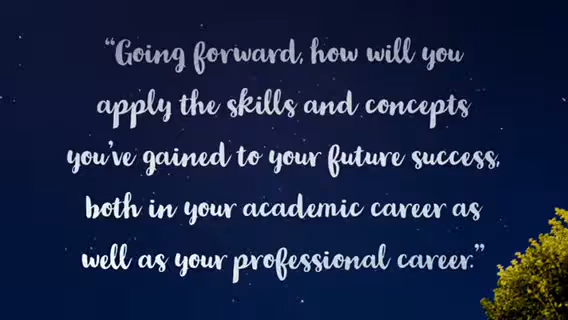 “Going forward, how will you
apply the skills and concepts
you’ve gained to your future success,
both in your academic career as
well as your professional career.”